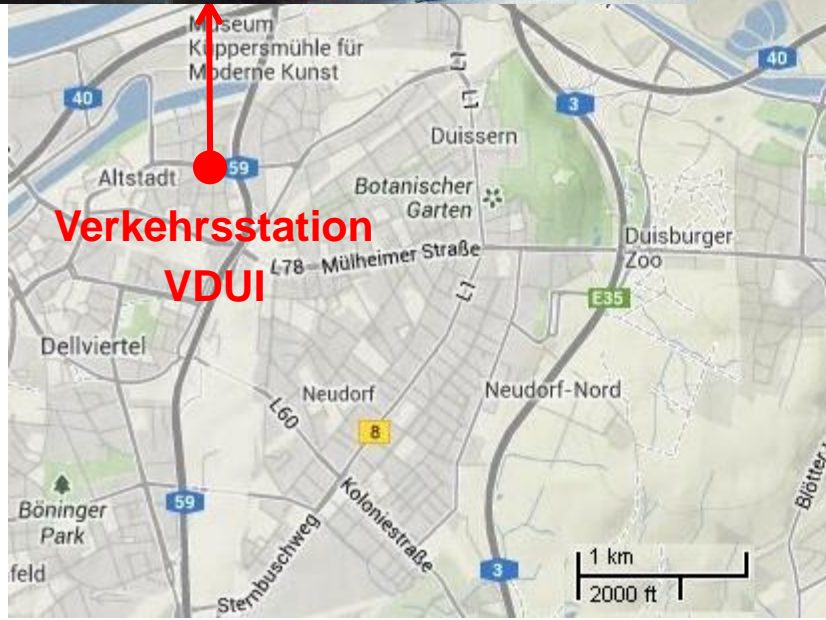 Museum
Küppersmühle für
Moderne Kunst
40
40
3
L1
L1
Duissern
59
Altstadt
Botanischer
Garten
Verkehrsstation
VDUI
Duisburger
Zoo
L78
Mülheimer Straße
L1
E35
Dellviertel
Neudorf
Neudorf-Nord
L60
8
59
Böninger
Park
Koloniestraße
Sternbuschweg
feld
3
Blötter
1 km
2000 ft